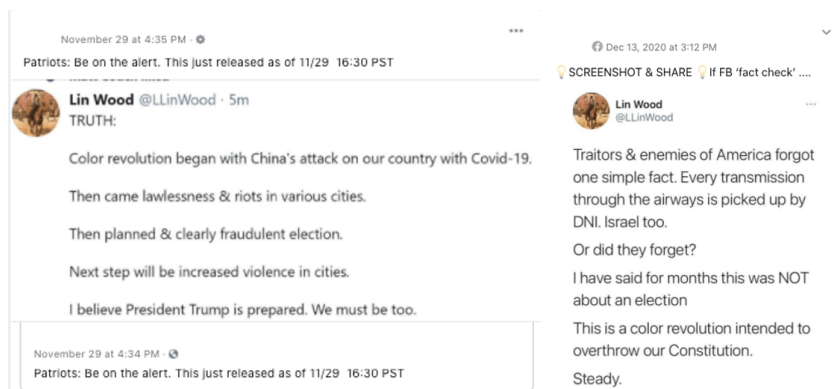 November 29 at 4:35 PM ·
Patriots: Be on the alert. This just released as of 11/29 16:30 PST
Lin Wood @LLinWood · 5m
TRUTH:
Color revolution began with China's attack on our country with Covid-19.
Then came lawlessness & riots in various cities.
Then planned & clearly fraudulent election.
Next step will be increased violence in cities.
I believe President Trump is prepared. We must be too.
November 29 at 4:34 PM ·
Patriots: Be on the alert. This just released as of 11/29 16:30 PST
Dec 13, 2020 at 3:12 PM
SCREENSHOT & SHARE If FB 'fact check' ....
Lin Wood
@LLinWood
Traitors & enemies of America forgot
one simple fact. Every transmission
through the airways is picked up by
DNI. Israel too.
Or did they forget?
I have said for months this was NOT
about an election
This is a color revolution intended to
overthrow our Constitution.
Steady.